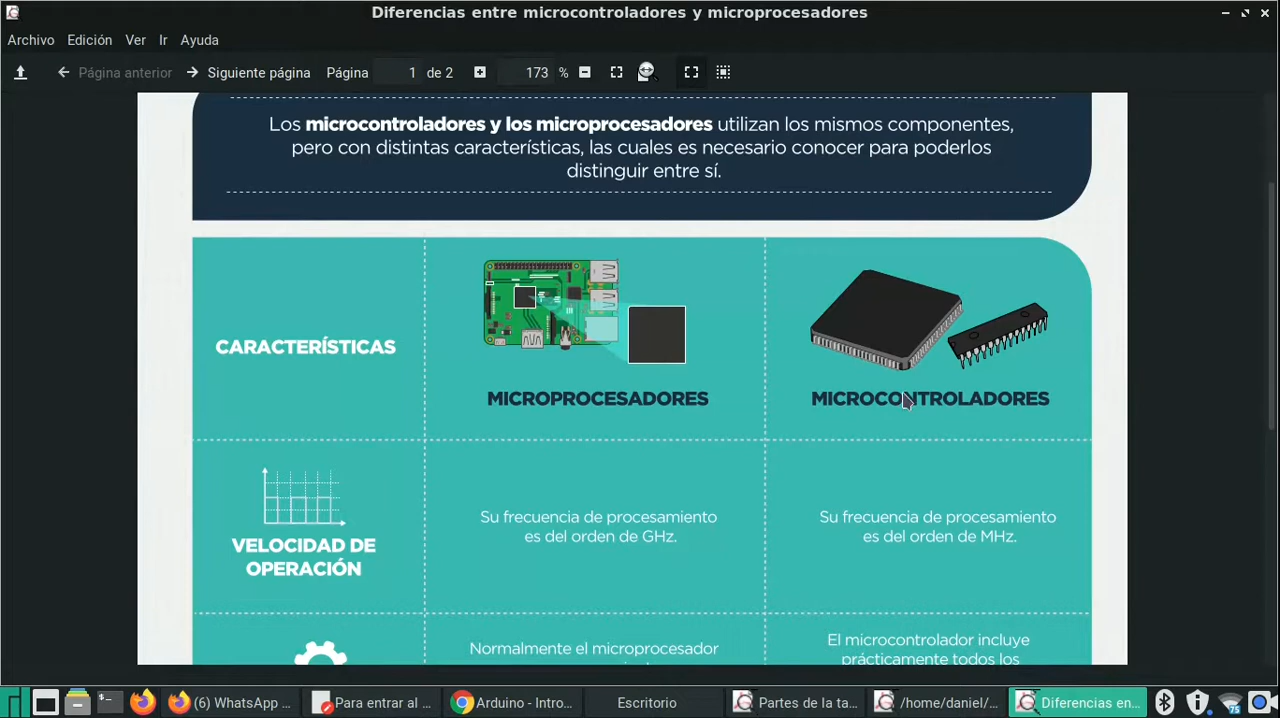 Diferencias entre microcontroladores y microprocesadores
Archivo Edición Ver Ir Ayuda
Página anterior Siguiente página Página 1 de 2 173 %
Los microcontroladores y los microprocesadores utilizan los mismos componentes,
pero con distintas características, las cuales es necesario conocer para poderlos
distinguir entre sí.
CARACTERÍSTICAS
MICROPROCESADORES
MICROCONTROLADORES
VELOCIDAD DE
OPERACIÓN
Su frecuencia de procesamiento
es del orden de GHz.
Su frecuencia de procesamiento
es del orden de MHz.
Normalmente el microprocesador
El microcontrolador incluye
prácticamente todos los
(6) WhatsApp ... Para entrar al ... Arduino - Intro... Escritorio Partes de la ta... /home/daniel/... Diferencias en... 75